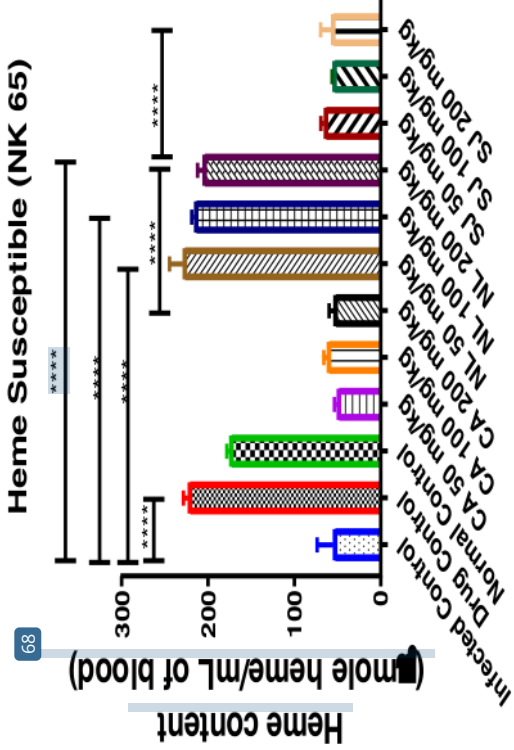 Heme Susceptible (NK 65)
68
Heme content
(mole heme/mL of blood)
300
200
100
0
****
****
****
****
****
****
Infected Control
Drug Control
Normal Control
CA 50 mg/kg
CA 100 mg/kg
CA 200 mg/kg
NL 50 mg/kg
NL 100 mg/kg
NL 200 mg/kg
SJ 50 mg/kg
SJ 100 mg/kg
SJ 200 mg/kg